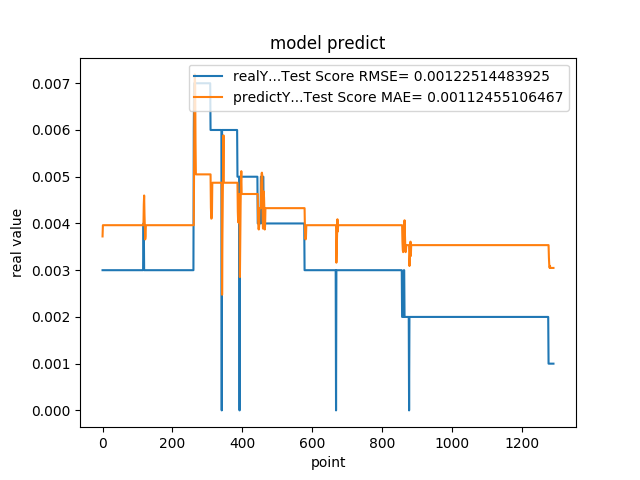 model predict
realY...Test Score RMSE= 0.00122514483925
predictY...Test Score MAE= 0.00112455106467
real value
0.007
0.006
0.005
0.004
0.003
0.002
0.001
0.000
0 200 400 600 800 1000 1200
point